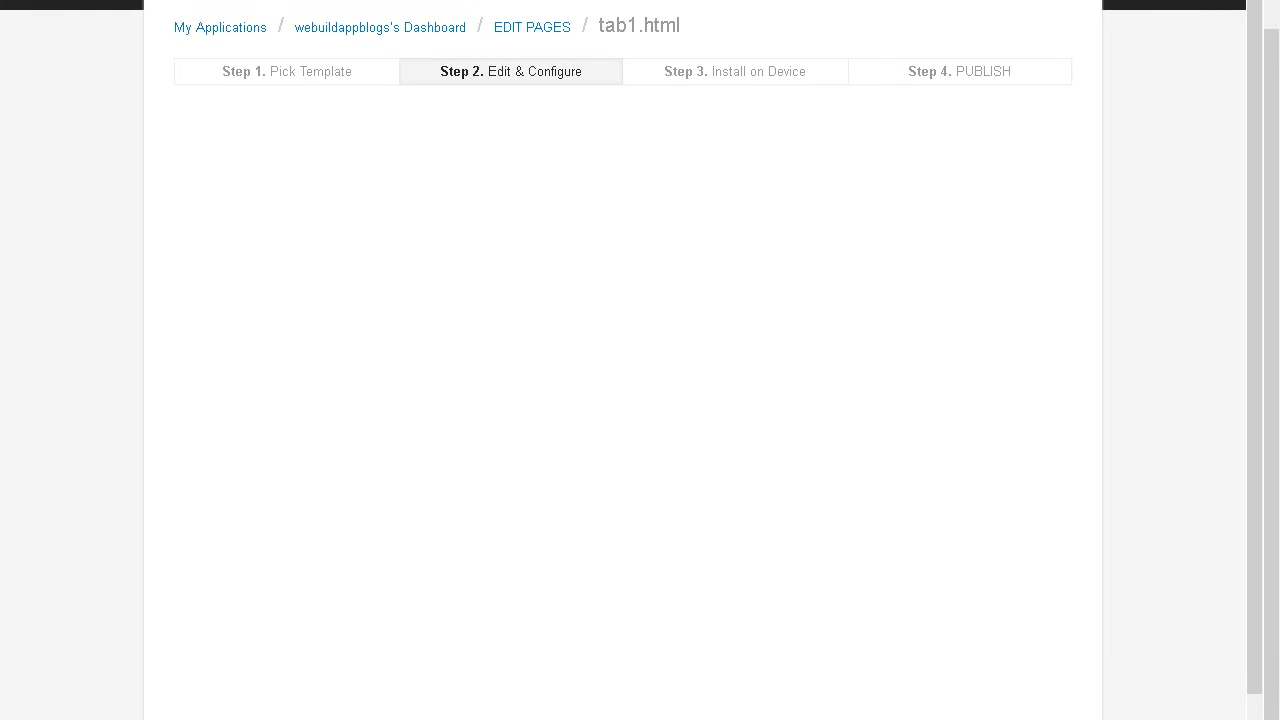 My Applications / webuildappblogs's Dashboard / EDIT PAGES / tab1.html
Step 1. Pick Template Step 2. Edit & Configure Step 3. Install on Device Step 4. PUBLISH